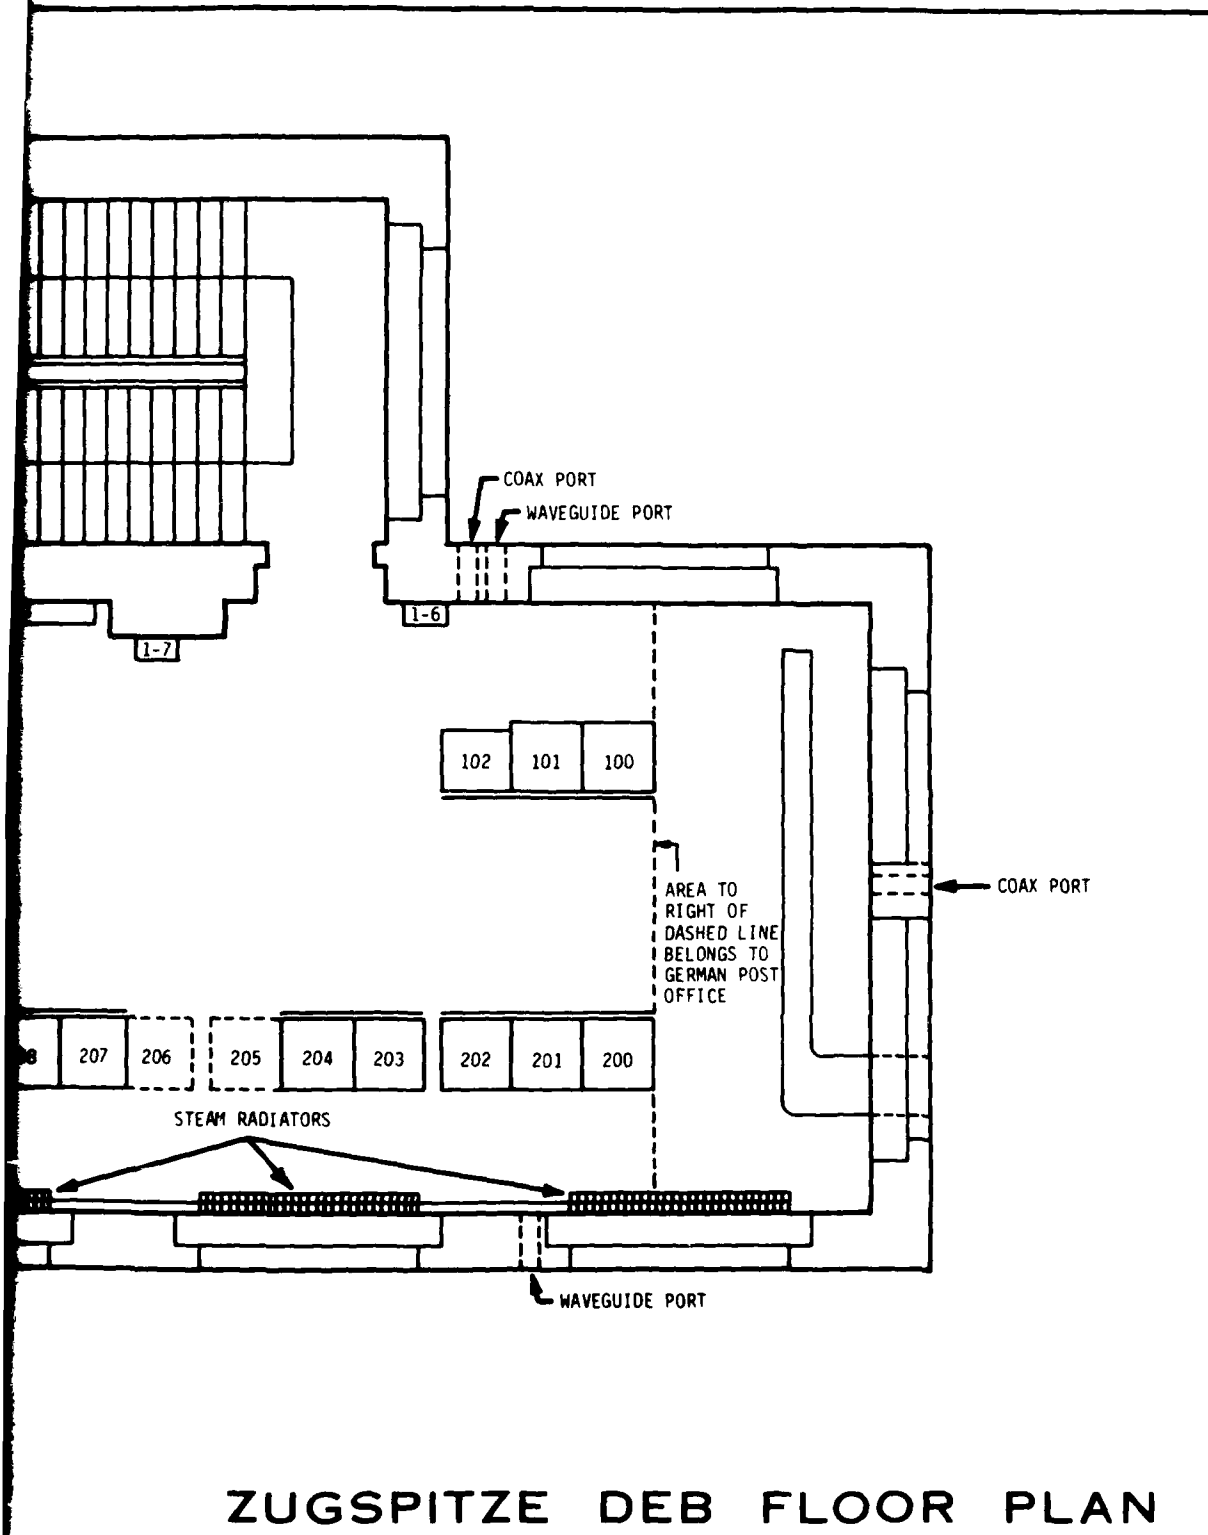 COAX PORT
WAVEGUIDE PORT
1-6
1-7
102 101 100
COAX PORT
AREA TO
RIGHT OF
DASHED LINE
BELONGS TO
GERMAN POST
OFFICE
207 206 205 204 203 202 201 200
STEAM RADIATORS
WAVEGUIDE PORT
ZUGSPITZE DEB FLOOR PLAN